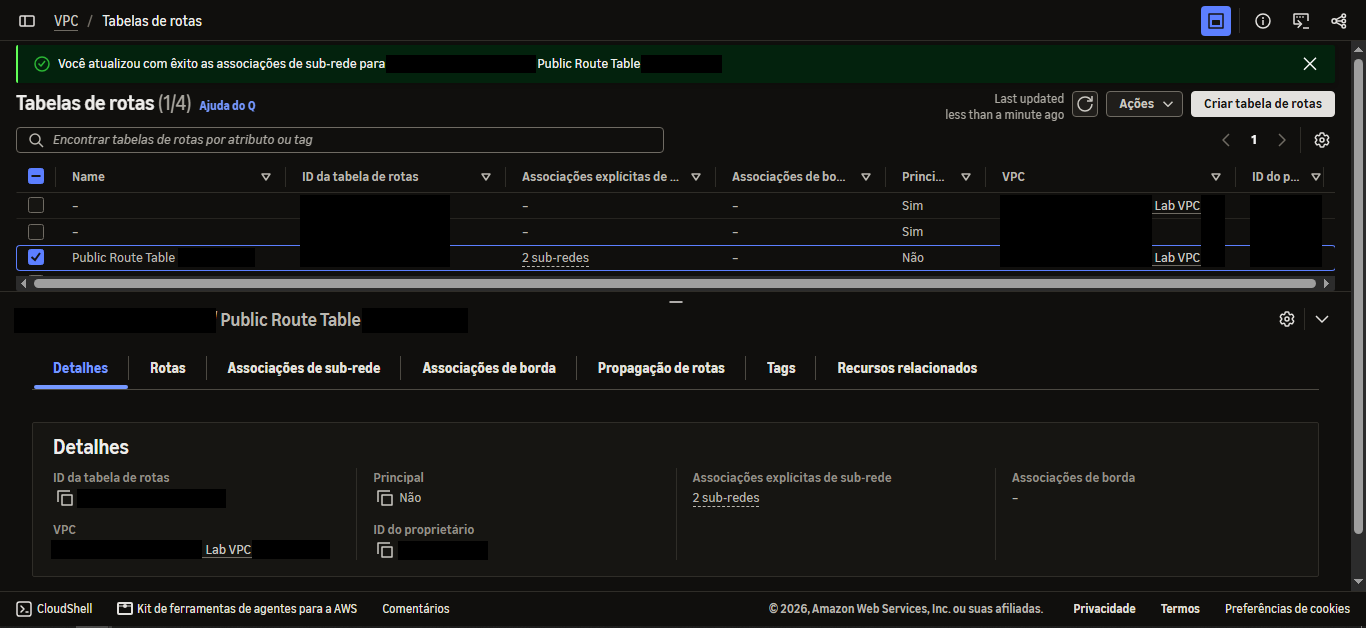 VPC / Tabelas de rotas
Você atualizou com êxito as associações de sub-rede para Public Route Table
Tabelas de rotas (1/4) Ajuda do Q
Last updated
less than a minute ago
Ações
Criar tabela de rotas
Encontrar tabelas de rotas por atributo ou tag
1
Name ID da tabela de rotas Associações explícitas de ... Associações de bo... Princi... VPC ID do p...
– – – Sim Lab VPC
– – – Sim
Public Route Table 2 sub-redes – Não Lab VPC
/ Public Route Table
Detalhes Rotas Associações de sub-rede Associações de borda Propagação de rotas Tags Recursos relacionados
Detalhes
ID da tabela de rotas Principal Associações explícitas de sub-rede Associações de borda
Não 2 sub-redes –
VPC ID do proprietário
Lab VPC
CloudShell Kit de ferramentas de agentes para a AWS Comentários © 2026, Amazon Web Services, Inc. ou suas afiliadas. Privacidade Termos Preferências de cookies